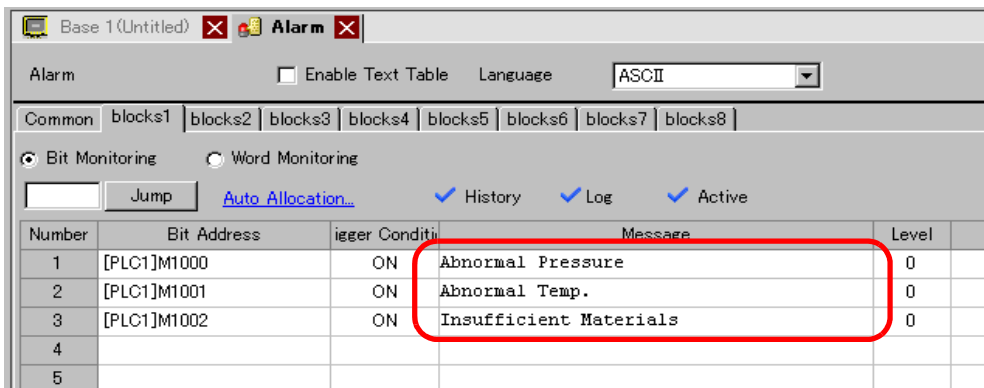 Base 1(Untitled) Alarm
Alarm Enable Text Table Language ASCII
Common blocks1 blocks2 blocks3 blocks4 blocks5 blocks6 blocks7 blocks8
Bit Monitoring Word Monitoring
Jump Auto Allocation... History Log Active
Number Bit Address igger Conditi Message Level
1 [PLC1]M1000 ON Abnormal Pressure 0
2 [PLC1]M1001 ON Abnormal Temp. 0
3 [PLC1]M1002 ON Insufficient Materials 0
4
5